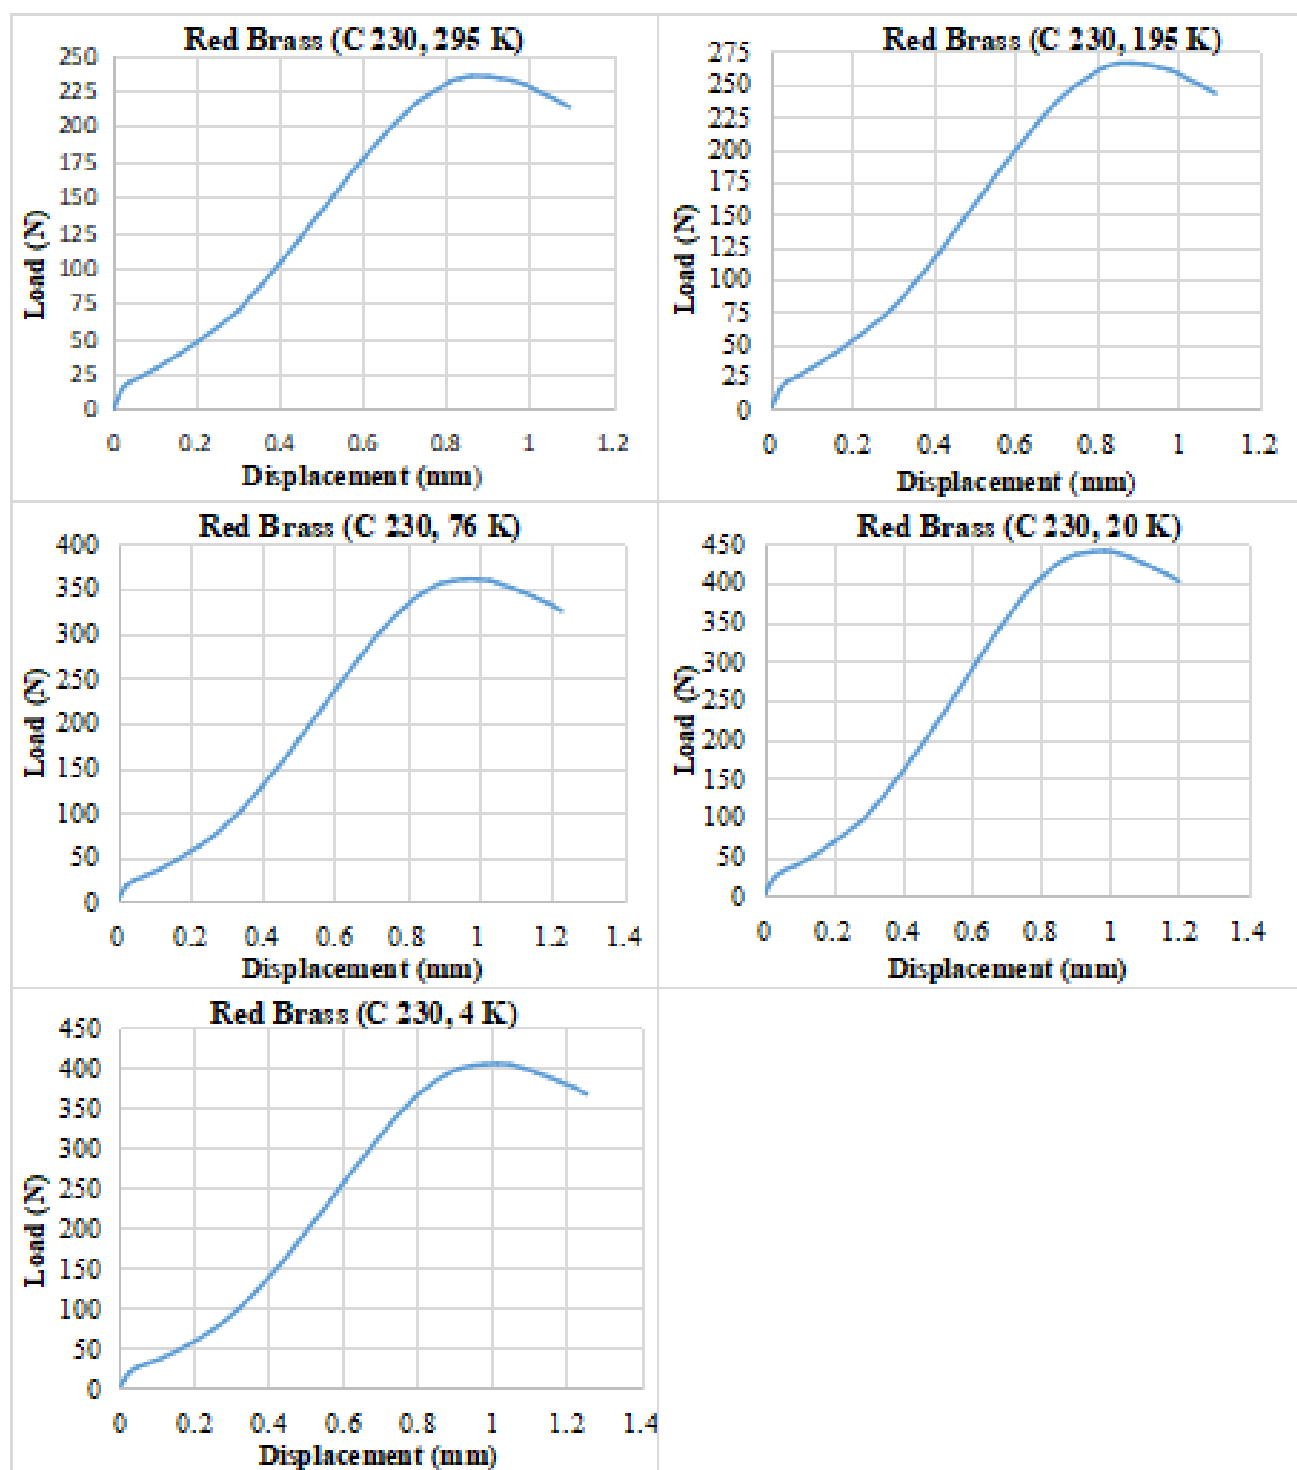 Red Brass (C 230, 295 K)
250
225
200
175
150
125
100
75
50
25
0
Load (N)
0 0.2 0.4 0.6 0.8 1 1.2
Displacement (mm)
Red Brass (C 230, 195 K)
275
250
225
200
175
150
125
100
75
50
25
0
Load (N)
0 0.2 0.4 0.6 0.8 1 1.2
Displacement (mm)
Red Brass (C 230, 76 K)
400
350
300
250
200
150
100
50
0
Load (N)
0 0.2 0.4 0.6 0.8 1 1.2 1.4
Displacement (mm)
Red Brass (C 230, 20 K)
450
400
350
300
250
200
150
100
50
0
Load (N)
0 0.2 0.4 0.6 0.8 1 1.2 1.4
Displacement (mm)
Red Brass (C 230, 4 K)
450
400
350
300
250
200
150
100
50
0
Load (N)
0 0.2 0.4 0.6 0.8 1 1.2 1.4
Displacement (mm)